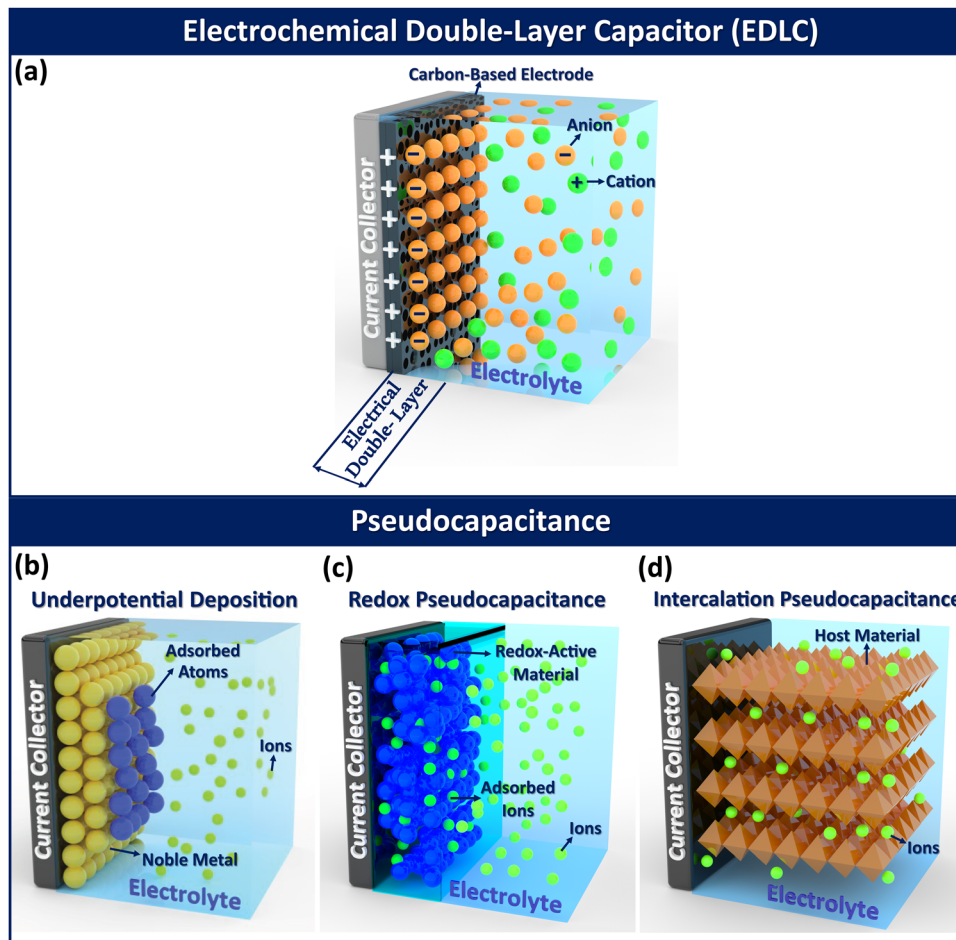 Electrochemical Double-Layer Capacitor (EDLC)
(a)
Carbon-Based Electrode
Anion
Cation
+ −
+ −
+ −
+ −
+ −
+ −
+ −
−
+
Current Collector
Electrolyte
Electrical
Double- Layer
Pseudocapacitance
(b)
Underpotential Deposition
Adsorbed
Atoms
Ions
Current Collector
Noble Metal
Electrolyte
(c)
Redox Pseudocapacitance
Redox-Active
Material
Current Collector
Adsorbed
Ions
Ions
Electrolyte
(d)
Intercalation Pseudocapacitance
Host Material
Current Collector
Ions
Electrolyte